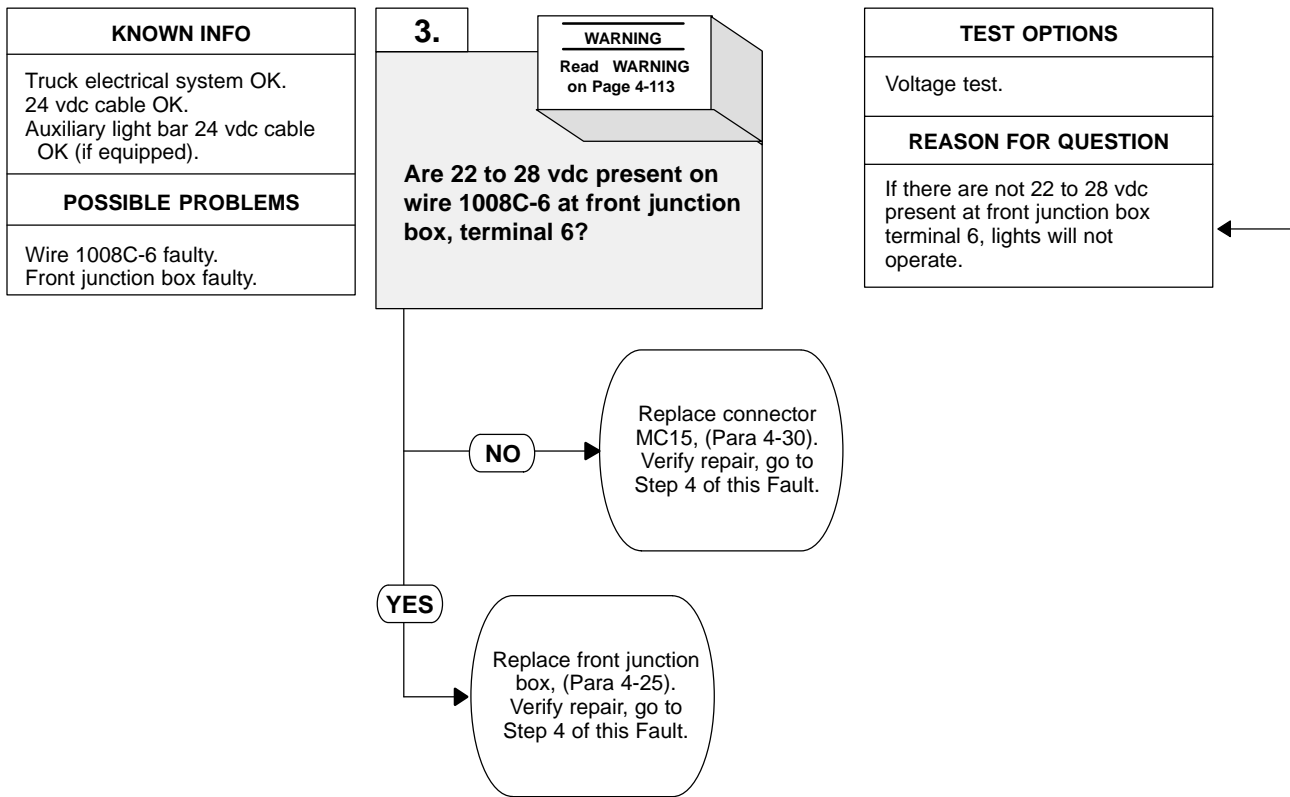 KNOWN INFO
Truck electrical system OK.
24 vdc cable OK.
Auxiliary light bar 24 vdc cable
OK (if equipped).
POSSIBLE PROBLEMS
Wire 1008C-6 faulty.
Front junction box faulty.
3.
WARNING
Read WARNING
on Page 4-113
Are 22 to 28 vdc present on
wire 1008C-6 at front junction
box, terminal 6?
TEST OPTIONS
Voltage test.
REASON FOR QUESTION
If there are not 22 to 28 vdc
present at front junction box
terminal 6, lights will not
operate.
NO
Replace connector
MC15, (Para 4-30).
Verify repair, go to
Step 4 of this Fault.
YES
Replace front junction
box, (Para 4-25).
Verify repair, go to
Step 4 of this Fault.